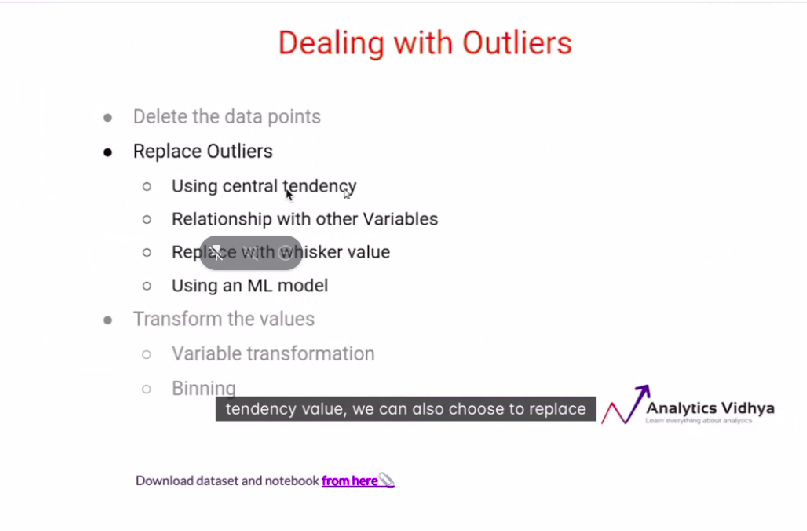 Dealing with Outliers
● Delete the data points
● Replace Outliers
○ Using central tendency
○ Relationship with other Variables
○ Replace with whisker value
○ Using an ML model
● Transform the values
○ Variable transformation
○ Binning
tendency value, we can also choose to replace
Analytics Vidhya
Learn everything about analytics
Download dataset and notebook from here